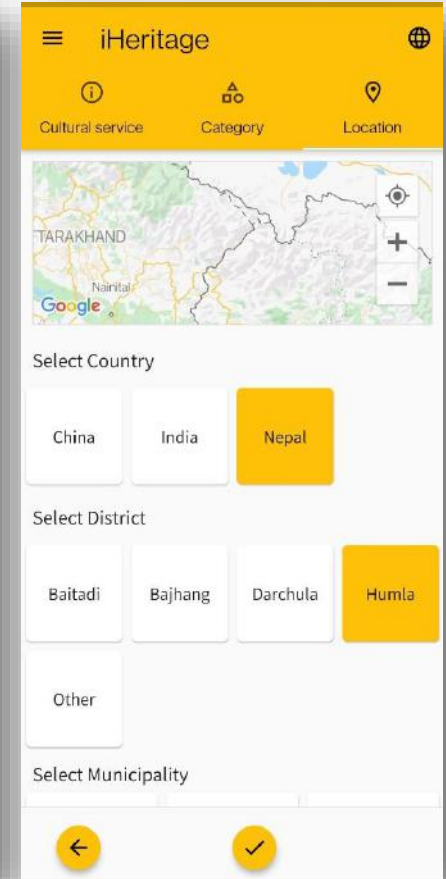 iHeritage
Cultural service Category Location
TARAKHAND
Nainital
Google
Select Country
China India Nepal
Select District
Baitadi Bajhang Darchula Humla
Other
Select Municipality